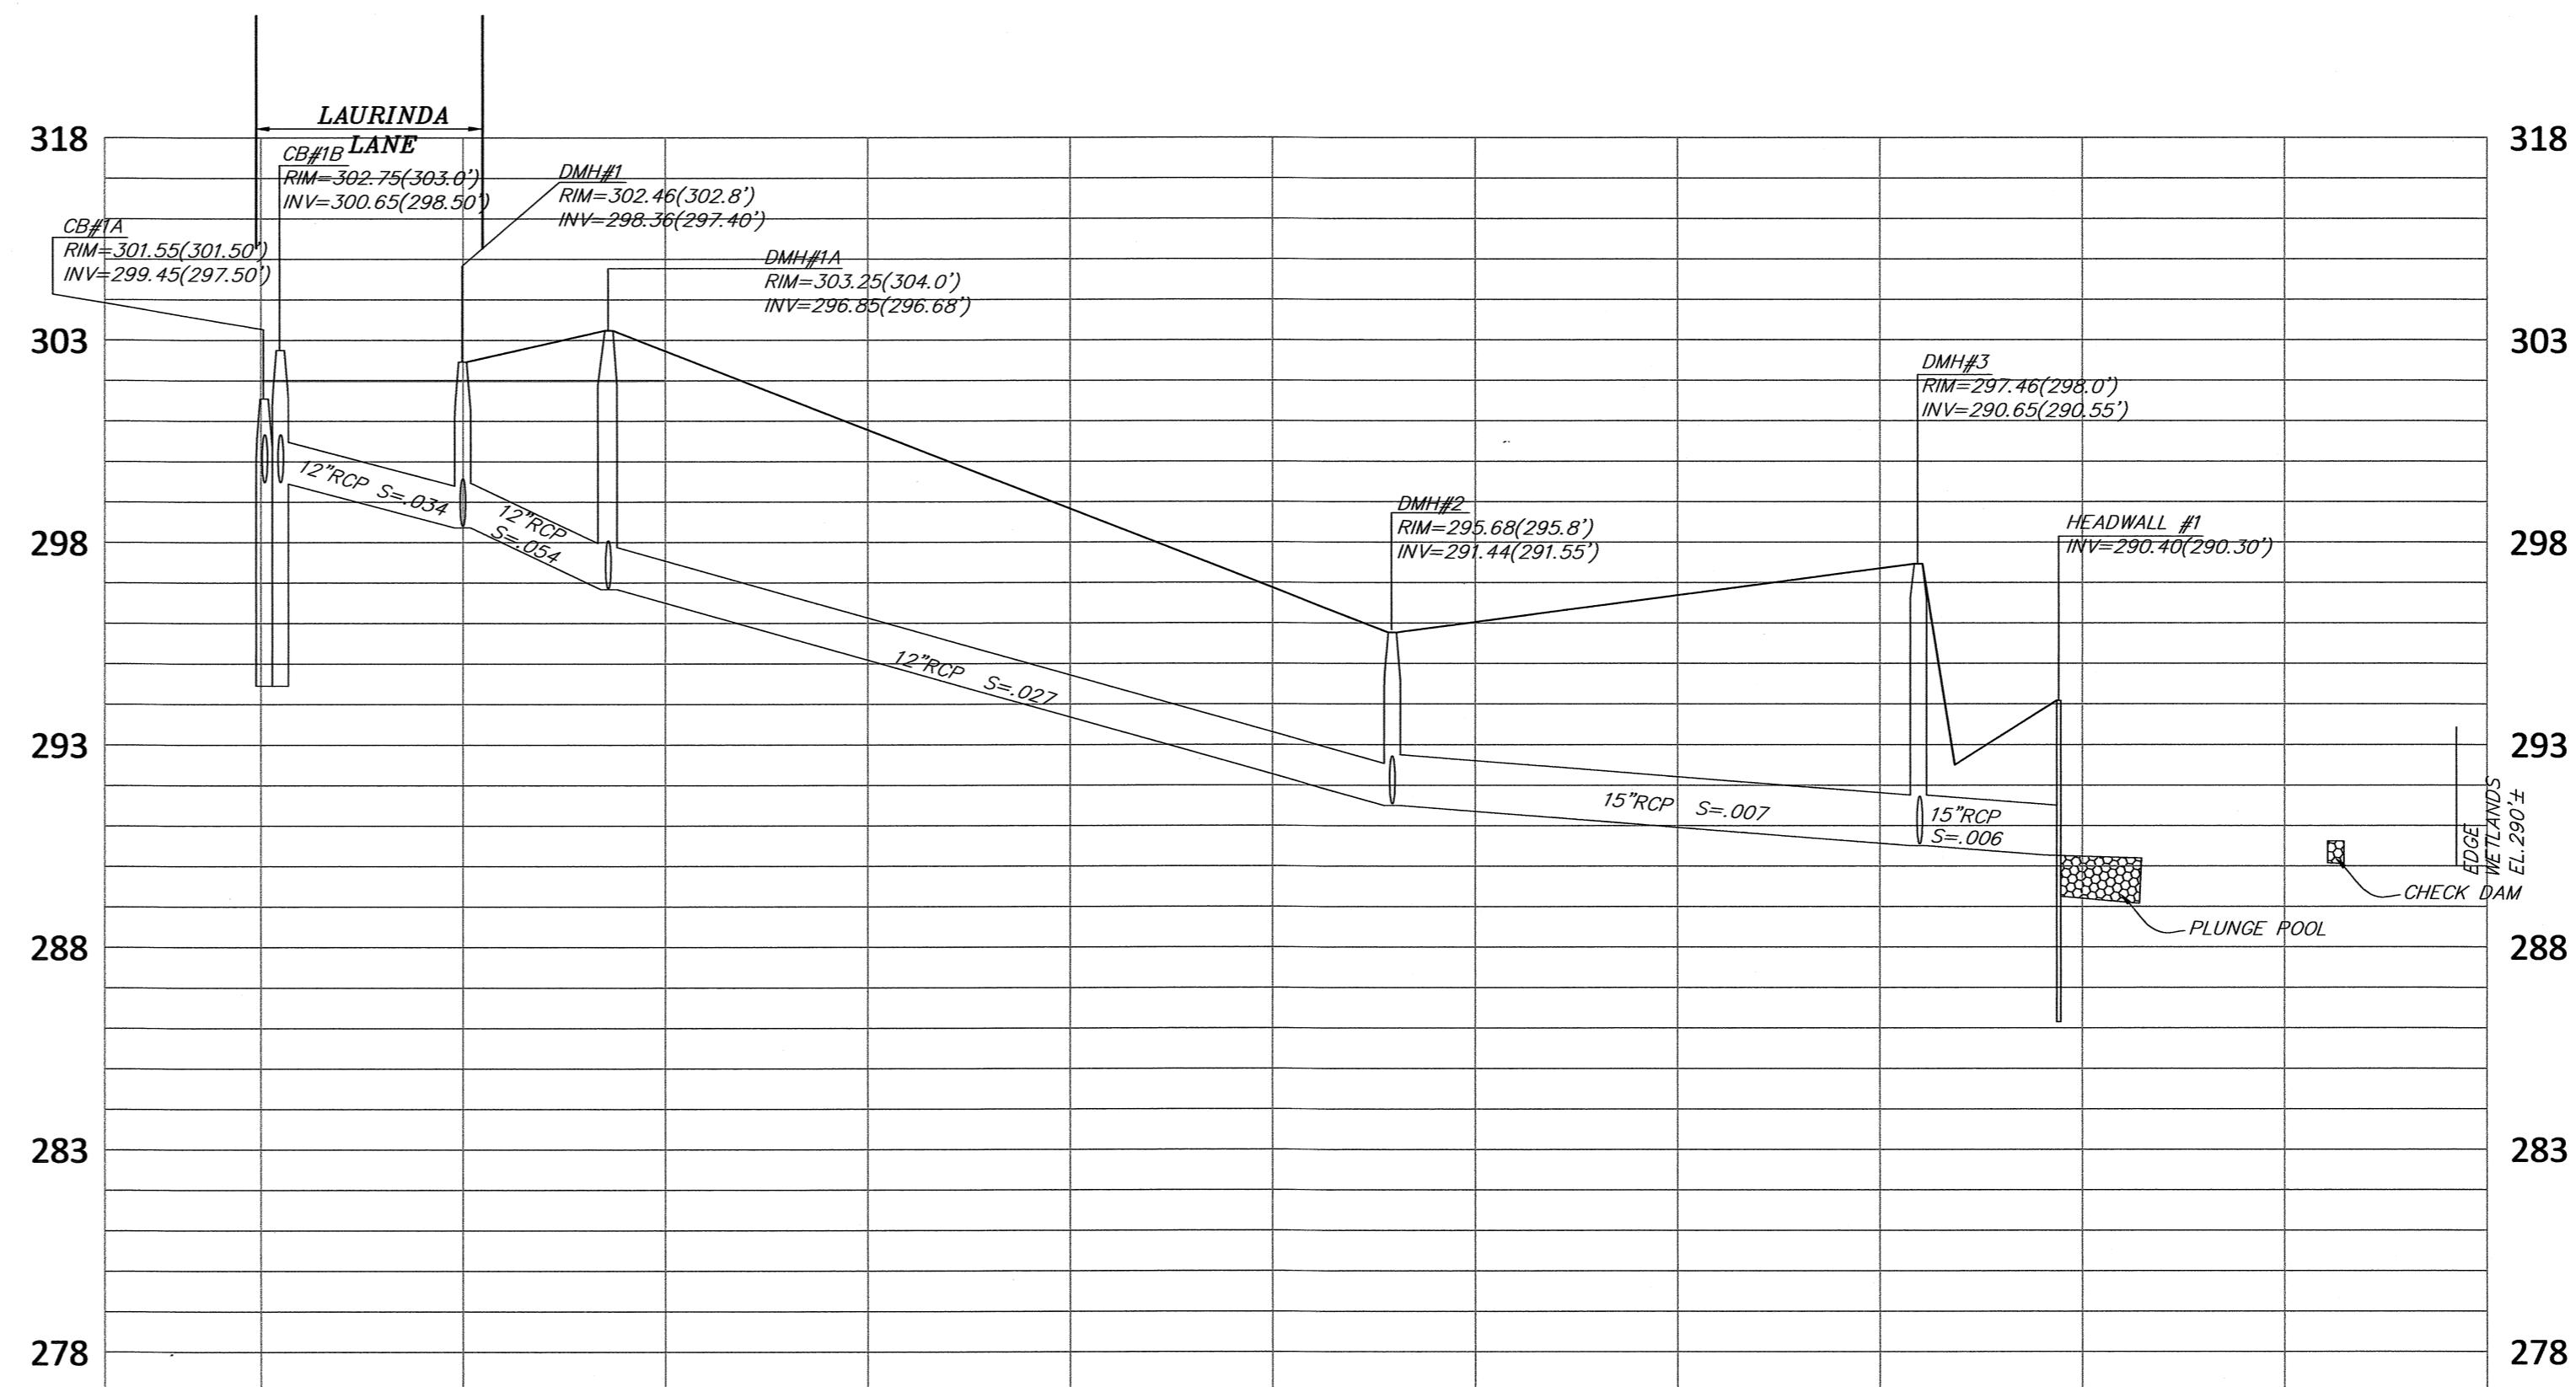 LAURINDA
LANE
318
318
CB#1B
RIM=302.75(303.0')
INV=300.65(298.50')
DMH#1
RIM=302.46(302.8')
INV=298.36(297.40')
CB#1A
RIM=301.55(301.50')
INV=299.45(297.50')
DMH#1A
RIM=303.25(304.0')
INV=296.85(296.68')
303
303
DMH#3
RIM=297.46(298.0')
INV=290.65(290.55')
12"RCP S=.034
12"RCP
S=.054
DMH#2
RIM=295.68(295.8')
INV=291.44(291.55')
HEADWALL #1
INV=290.40(290.30')
298
298
12"RCP S=.027
293
293
15"RCP S=.007
15"RCP
S=.006
EDGE
WETLANDS
EL.290'±
CHECK DAM
PLUNGE POOL
288
288
283
283
278
278